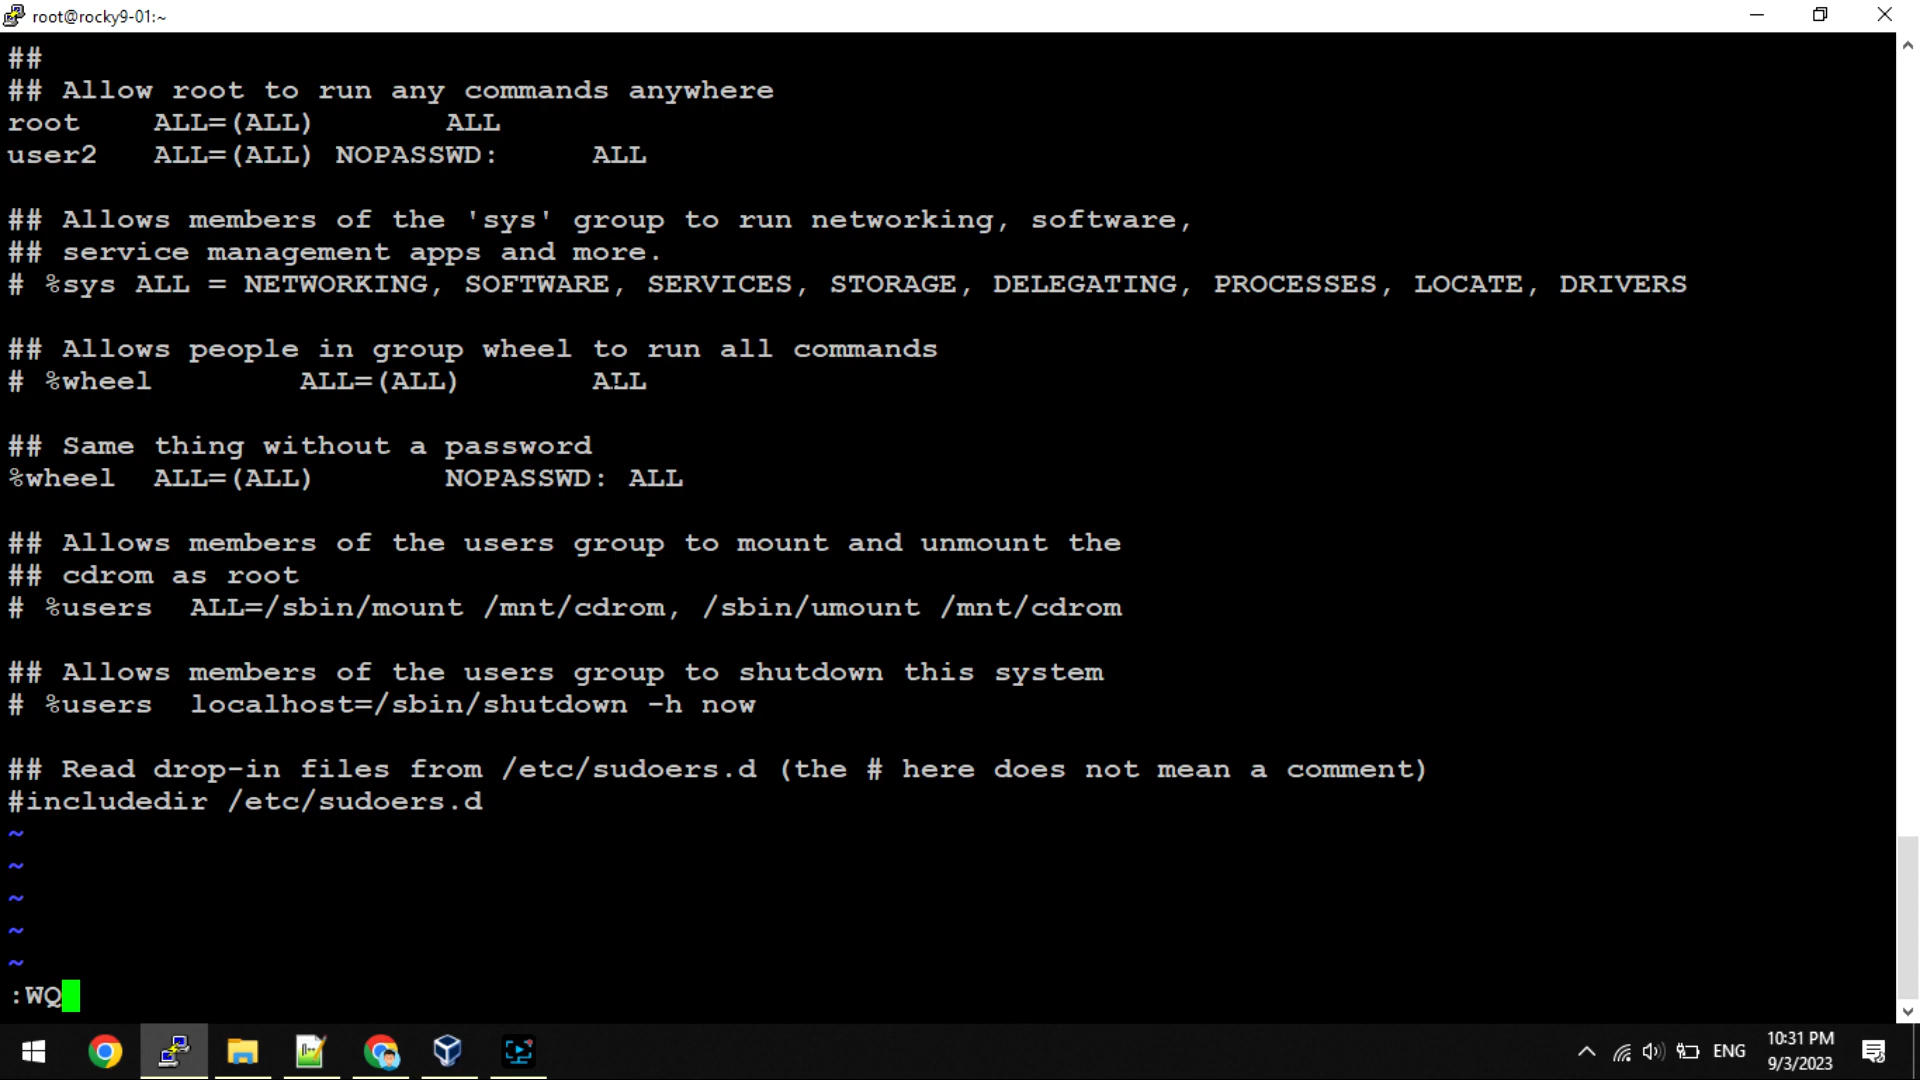 root@rocky9-01:~
##
## Allow root to run any commands anywhere
root    ALL=(ALL)       ALL
user2   ALL=(ALL) NOPASSWD:     ALL
## Allows members of the 'sys' group to run networking, software,
## service management apps and more.
# %sys ALL = NETWORKING, SOFTWARE, SERVICES, STORAGE, DELEGATING, PROCESSES, LOCATE, DRIVERS
## Allows people in group wheel to run all commands
# %wheel        ALL=(ALL)       ALL
## Same thing without a password
%wheel  ALL=(ALL)       NOPASSWD: ALL
## Allows members of the users group to mount and unmount the
## cdrom as root
# %users  ALL=/sbin/mount /mnt/cdrom, /sbin/umount /mnt/cdrom
## Allows members of the users group to shutdown this system
# %users  localhost=/sbin/shutdown -h now
## Read drop-in files from /etc/sudoers.d (the # here does not mean a comment)
#includedir /etc/sudoers.d
~
~
~
~
~
:WQ
ENG
10:31 PM
9/3/2023